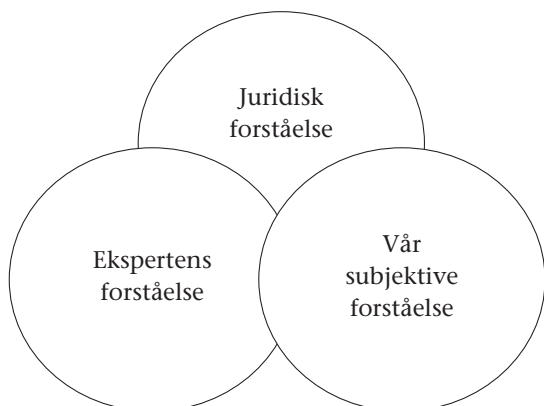 Juridisk
forståelse
Ekspertens
forståelse
Vår
subjektive
forståelse